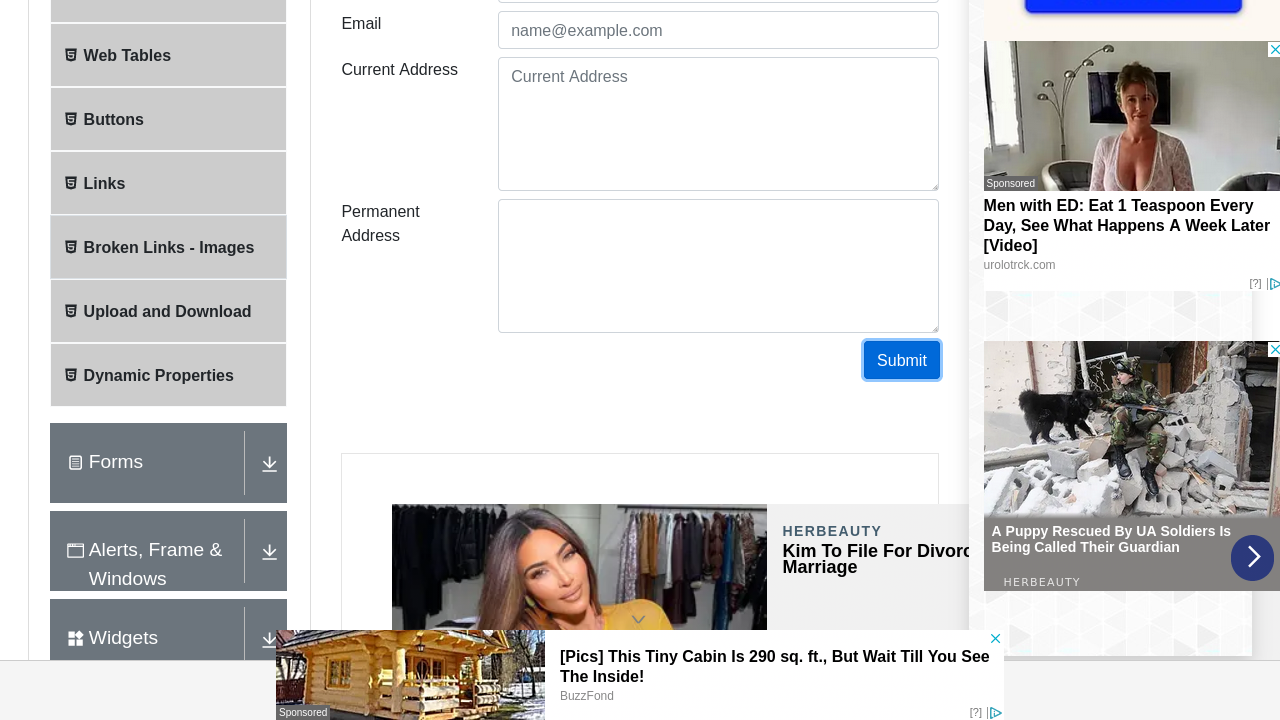 Web Tables
Buttons
Links
Broken Links - Images
Upload and Download
Dynamic Properties
Forms
Alerts, Frame &
Windows
Widgets
Email
name@example.com
Current Address
Current Address
Permanent
Address
Submit
HERBEAUTY
Kim To File For Divorc
Marriage
Sponsored
Men with ED: Eat 1 Teaspoon Every
Day, See What Happens A Week Later
[Video]
urolotrck.com
[?]
A Puppy Rescued By UA Soldiers Is
Being Called Their Guardian
HERBEAUTY
[Pics] This Tiny Cabin Is 290 sq. ft., But Wait Till You See
The Inside!
BuzzFond
Sponsored
[?]